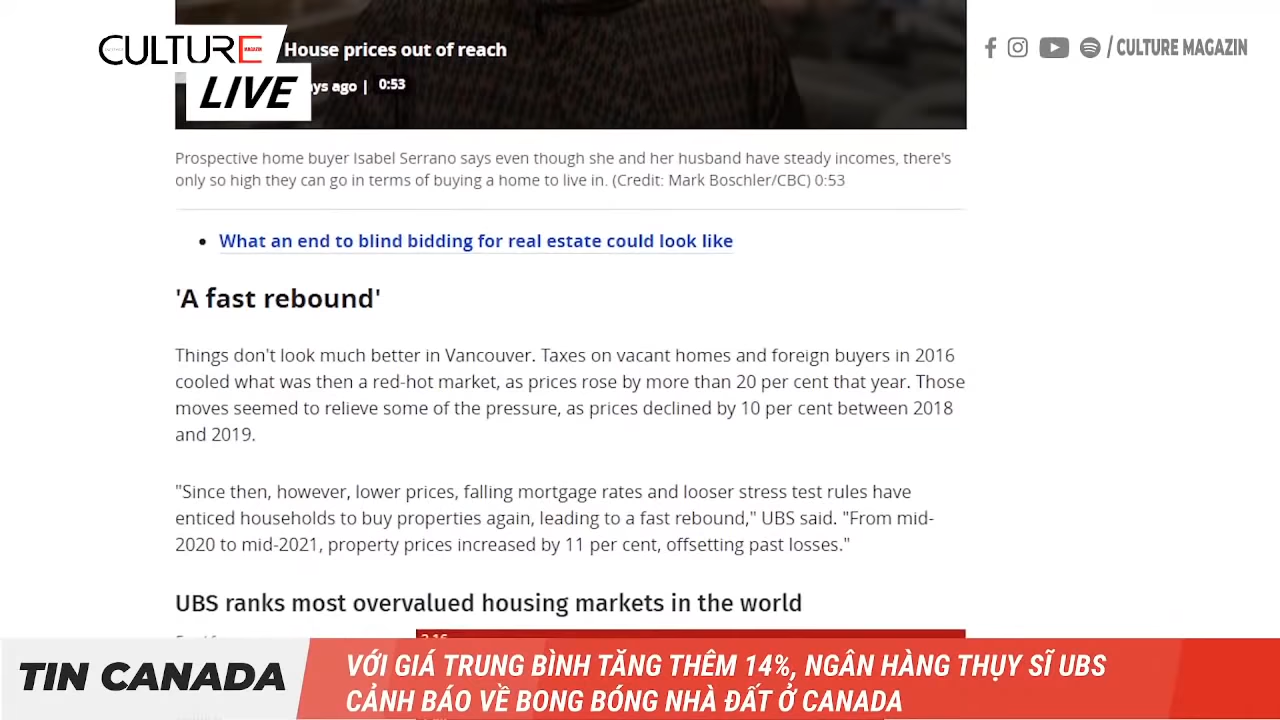 CULTURE
LIVE
House prices out of reach
ays ago | 0:53
/ CULTURE MAGAZIN
Prospective home buyer Isabel Serrano says even though she and her husband have steady incomes, there's
only so high they can go in terms of buying a home to live in. (Credit: Mark Boschler/CBC) 0:53
• What an end to blind bidding for real estate could look like
'A fast rebound'
Things don't look much better in Vancouver. Taxes on vacant homes and foreign buyers in 2016
cooled what was then a red-hot market, as prices rose by more than 20 per cent that year. Those
moves seemed to relieve some of the pressure, as prices declined by 10 per cent between 2018
and 2019.
"Since then, however, lower prices, falling mortgage rates and looser stress test rules have
enticed households to buy properties again, leading to a fast rebound," UBS said. "From mid-
2020 to mid-2021, property prices increased by 11 per cent, offsetting past losses."
UBS ranks most overvalued housing markets in the world
TIN CANADA
VỚI GIÁ TRUNG BÌNH TĂNG THÊM 14%, NGÂN HÀNG THỤY SĨ UBS
CẢNH BÁO VỀ BONG BÓNG NHÀ ĐẤT Ở CANADA